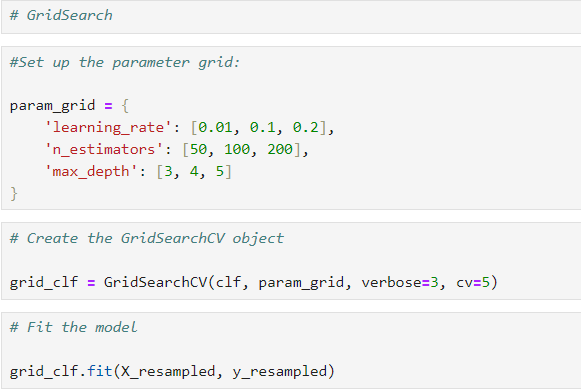 # GridSearch
#Set up the parameter grid:
param_grid = {
    'learning_rate': [0.01, 0.1, 0.2],
    'n_estimators': [50, 100, 200],
    'max_depth': [3, 4, 5]
}
# Create the GridSearchCV object
grid_clf = GridSearchCV(clf, param_grid, verbose=3, cv=5)
# Fit the model
grid_clf.fit(X_resampled, y_resampled)